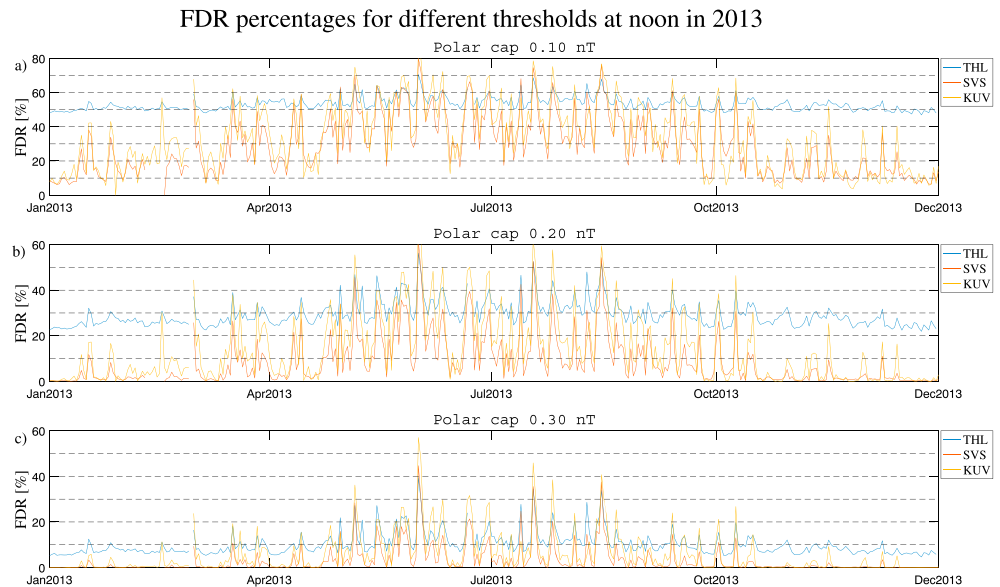 FDR percentages for different thresholds at noon in 2013
Polar cap 0.10 nT
a)
FDR [%]
80
60
40
20
0
Jan2013 Apr2013 Jul2013 Oct2013 Dec2013
THL
SVS
KUV
Polar cap 0.20 nT
b)
FDR [%]
60
40
20
0
Jan2013 Apr2013 Jul2013 Oct2013 Dec2013
THL
SVS
KUV
Polar cap 0.30 nT
c)
FDR [%]
60
40
20
0
Jan2013 Apr2013 Jul2013 Oct2013 Dec2013
THL
SVS
KUV